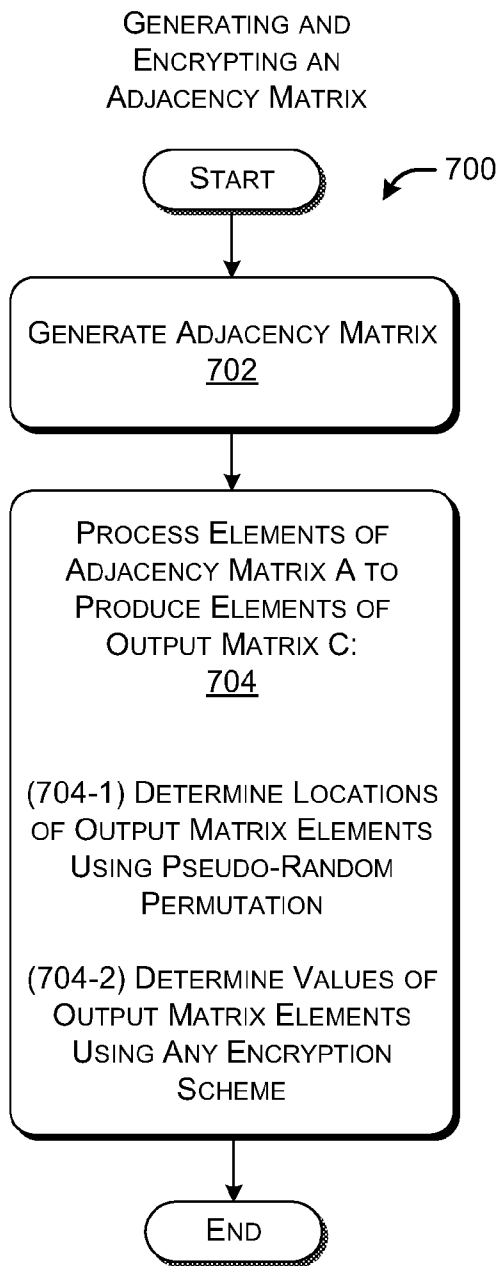 GENERATING AND
ENCRYPTING AN
ADJACENCY MATRIX
START
700
GENERATE ADJACENCY MATRIX
702
PROCESS ELEMENTS OF
ADJACENCY MATRIX A TO
PRODUCE ELEMENTS OF
OUTPUT MATRIX C:
704
(704-1) DETERMINE LOCATIONS
OF OUTPUT MATRIX ELEMENTS
USING PSEUDO-RANDOM
PERMUTATION
(704-2) DETERMINE VALUES OF
OUTPUT MATRIX ELEMENTS
USING ANY ENCRYPTION
SCHEME
END